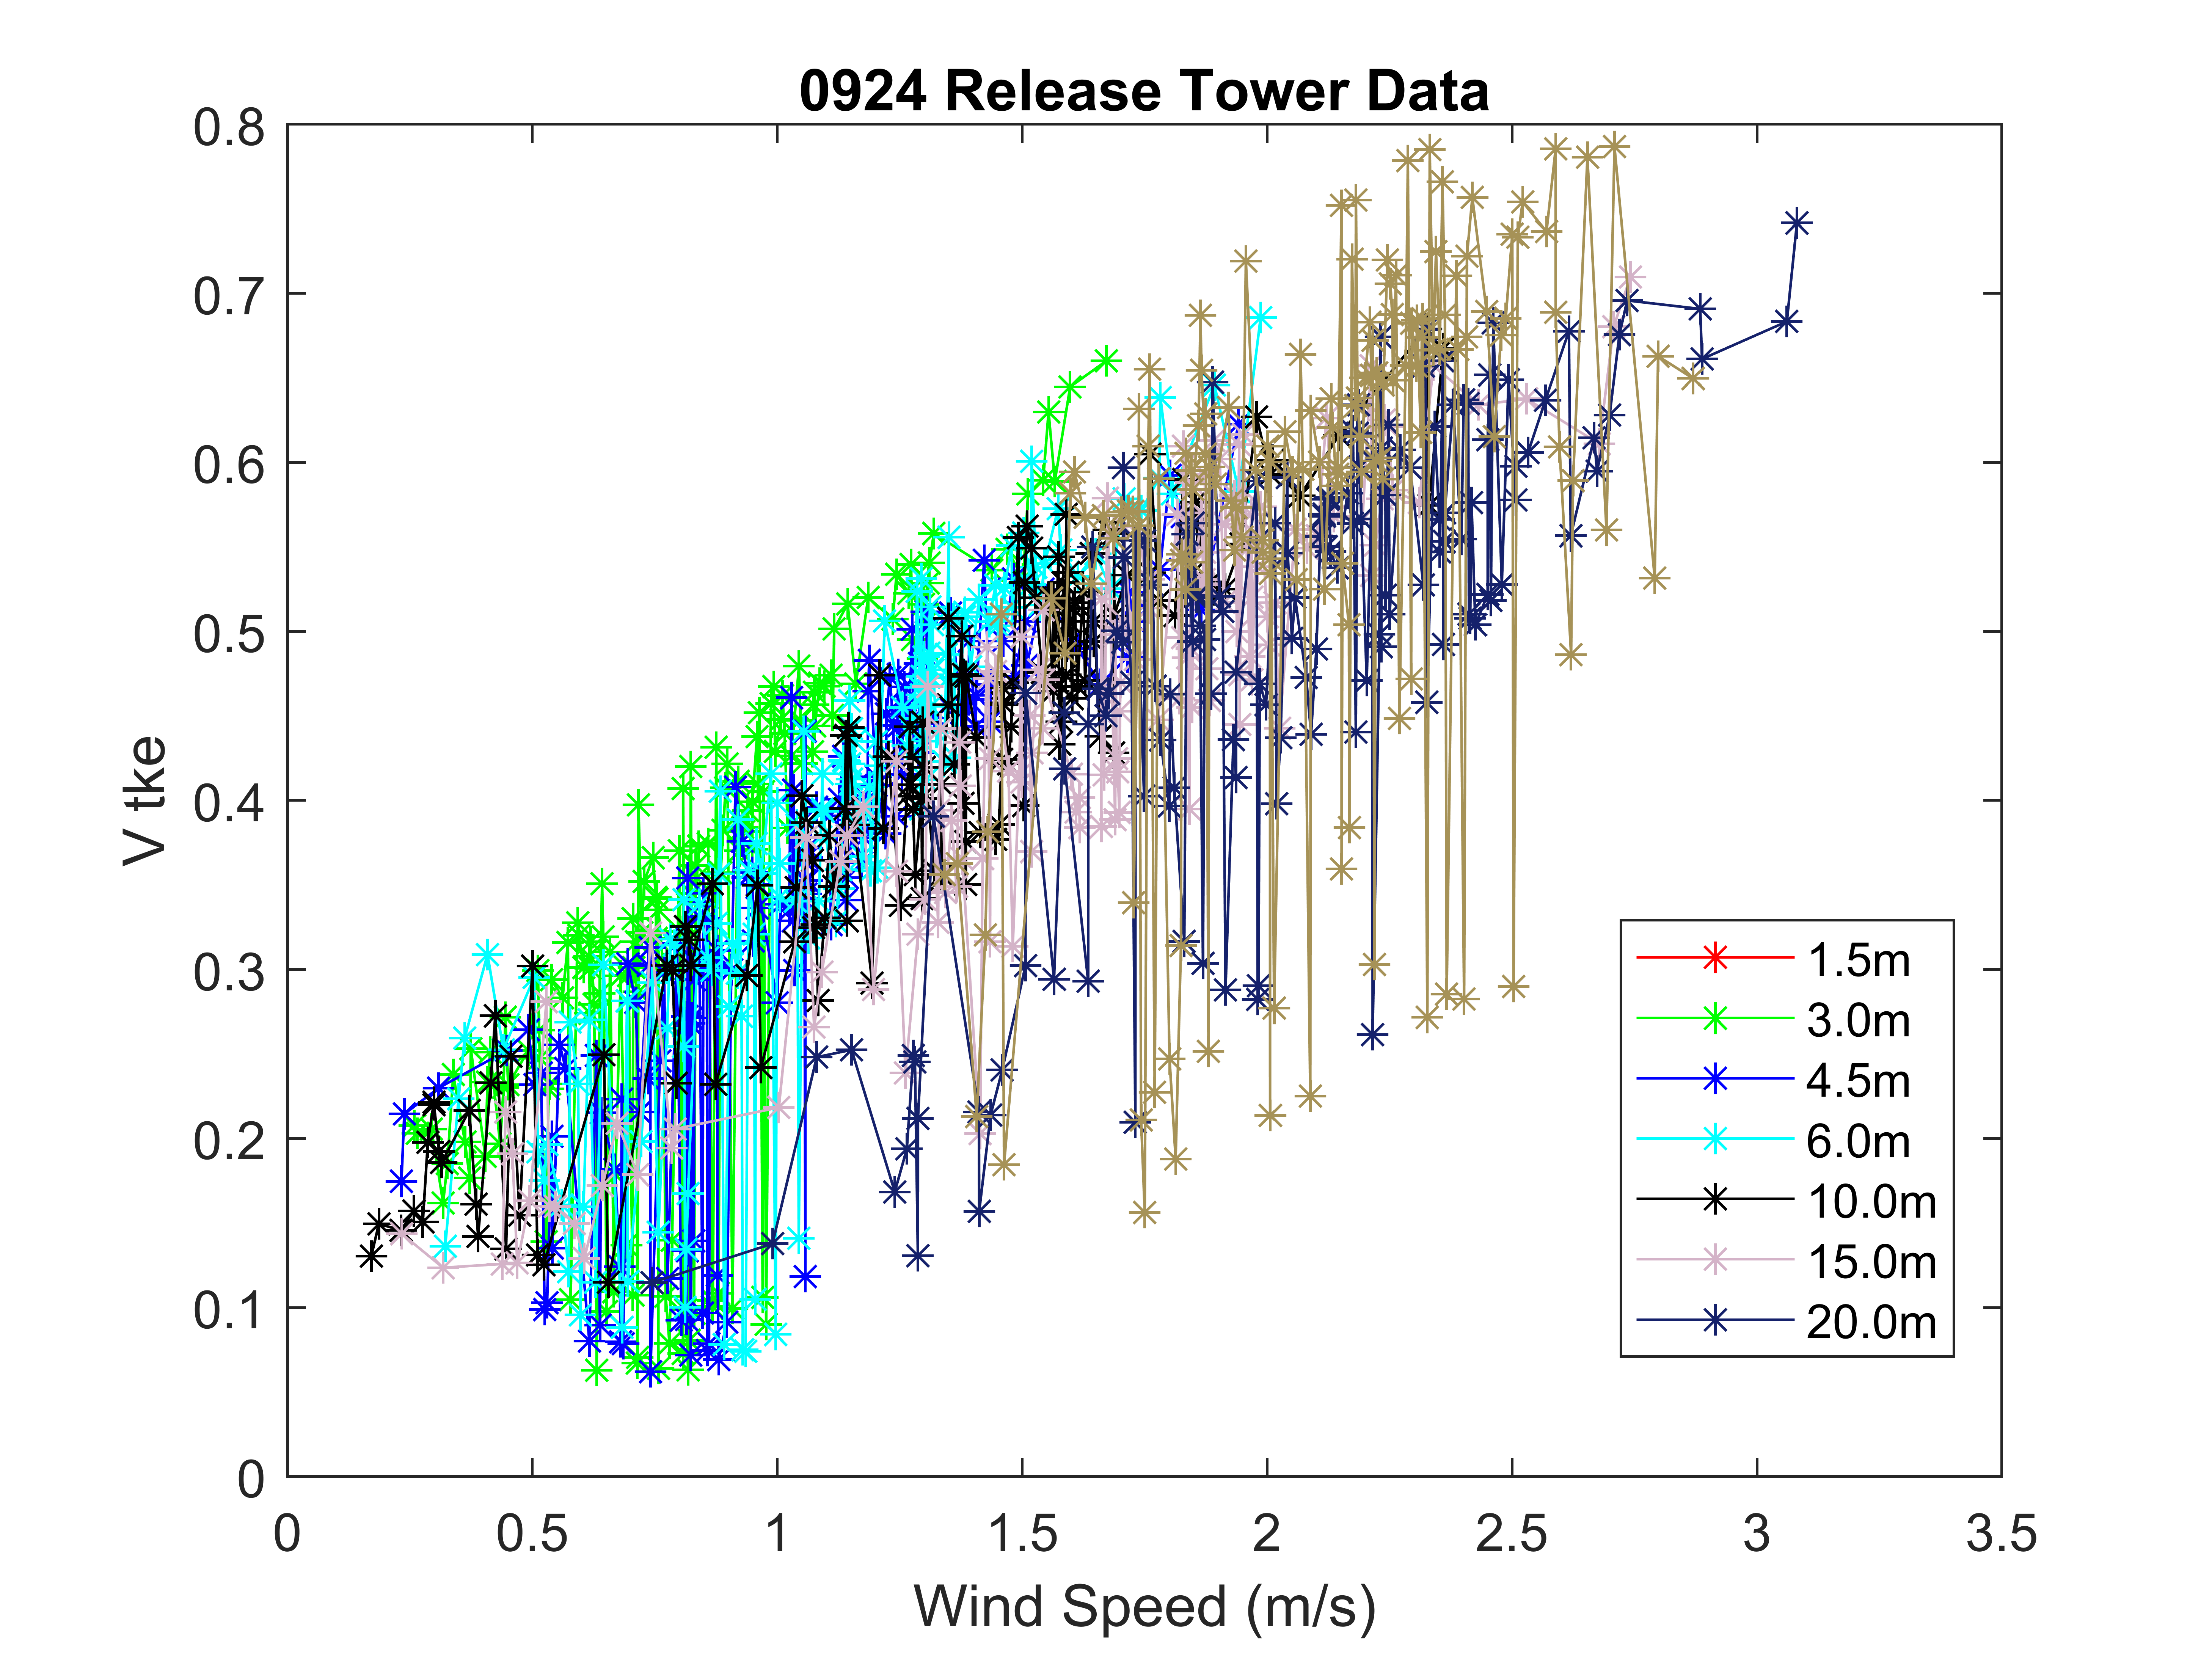 0924 Release Tower Data
0.8
0.7
0.6
0.5
0.4
0.3
0.2
0.1
0
V tke
1.5m
3.0m
4.5m
6.0m
10.0m
15.0m
20.0m
0 0.5 1 1.5 2 2.5 3 3.5
Wind Speed (m/s)